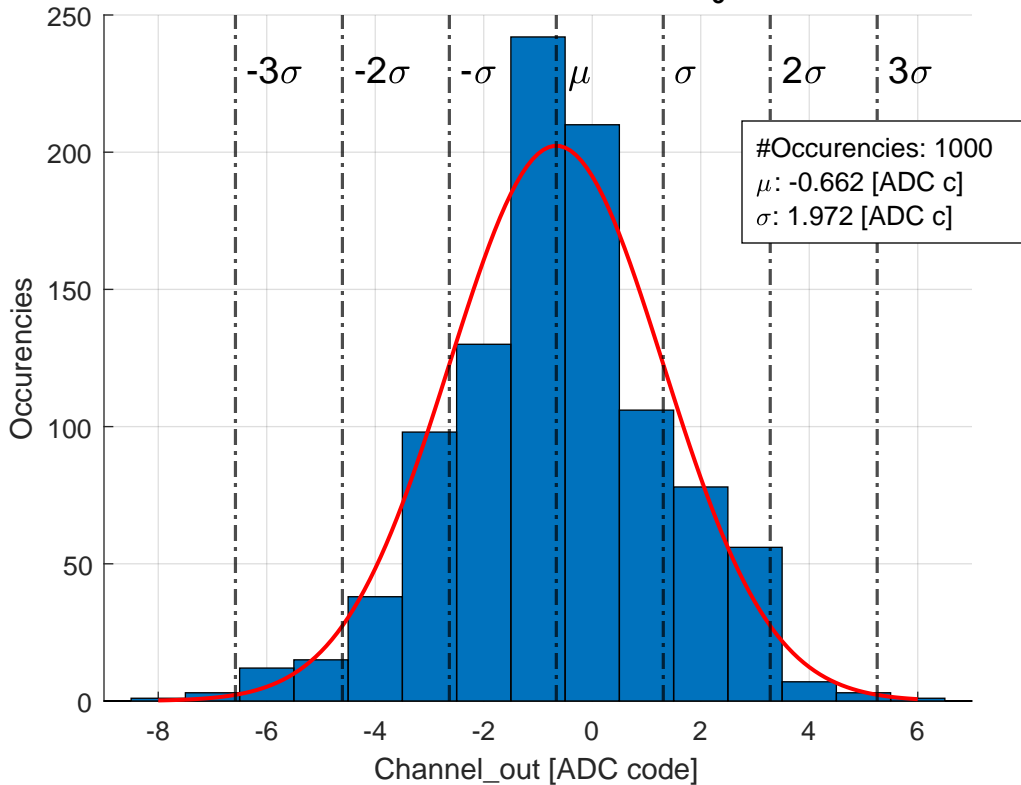 250
200
150
100
50
0
Occurencies
-3σ -2σ -σ μ σ 2σ 3σ
#Occurencies: 1000
μ: -0.662 [ADC c]
σ: 1.972 [ADC c]
-8 -6 -4 -2 0 2 4 6
Channel_out [ADC code]